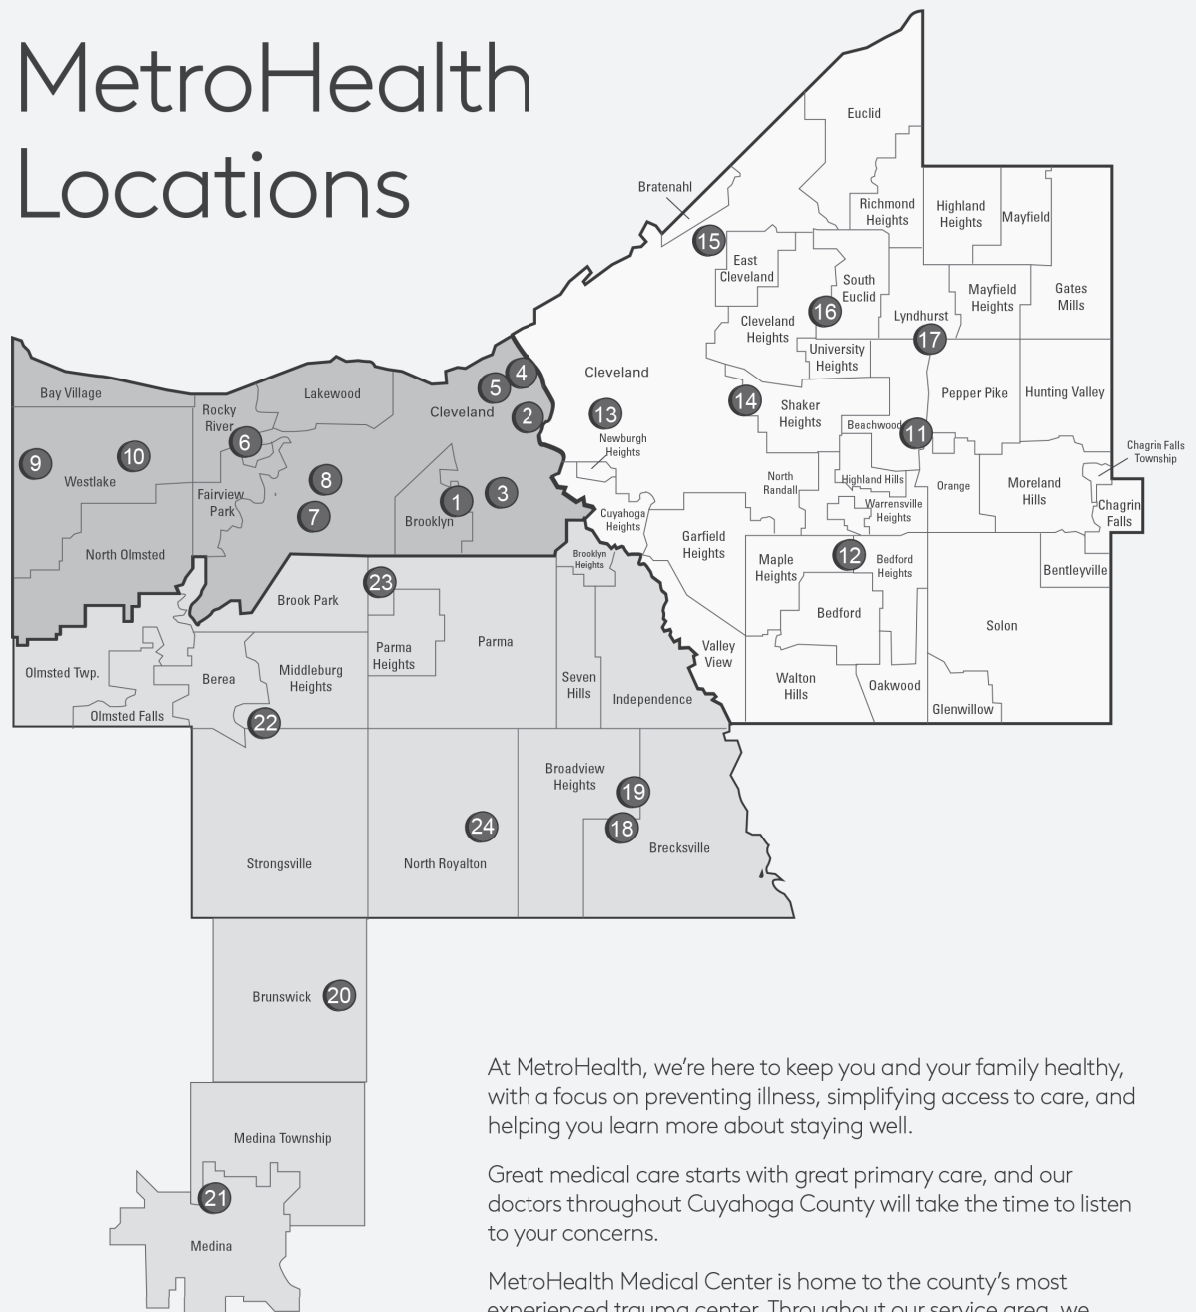 MetroHealth
Locations
Euclid
Bratenahl
Richmond
Heights
Highland
Heights
Mayfield
15
East
Cleveland
South
Euclid
Mayfield
Heights
Gates
Mills
16
Cleveland
Heights
Lyndhurst
17
University
Heights
Bay Village
Lakewood
Rocky
River
Cleveland
5
4
2
Cleveland
13
14
Shaker
Heights
Pepper Pike
Hunting Valley
Beachwood
11
6
9
10
Westlake
8
7
Fairview
Park
1
3
Brooklyn
North Olmsted
Newburgh
Heights
Cuyahoga
Heights
North
Randall
Highland Hills
Warrensville
Heights
Orange
Moreland
Hills
Chagrin Falls
Township
Chagrin
Falls
Garfield
Heights
Maple
Heights
12
Bedford
Heights
Bentleyville
Bedford
Solon
Brooklyn
Heights
23
Brook Park
Parma
Parma
Heights
Olmsted Twp.
Berea
Middleburg
Heights
Seven
Hills
Independence
Valley
View
Walton
Hills
Oakwood
Glenwillow
Olmsted Falls
22
Broadview
Heights
19
18
Brecksville
24
Strongsville
North Royalton
Brunswick
20
Medina Township
21
Medina
At MetroHealth, we’re here to keep you and your family healthy,
with a focus on preventing illness, simplifying access to care, and
helping you learn more about staying well.
Great medical care starts with great primary care, and our
doctors throughout Cuyahoga County will take the time to listen
to your concerns.
MetroHealth Medical Center is home to the county’s most
experienced trauma center. Throughout our service area, we